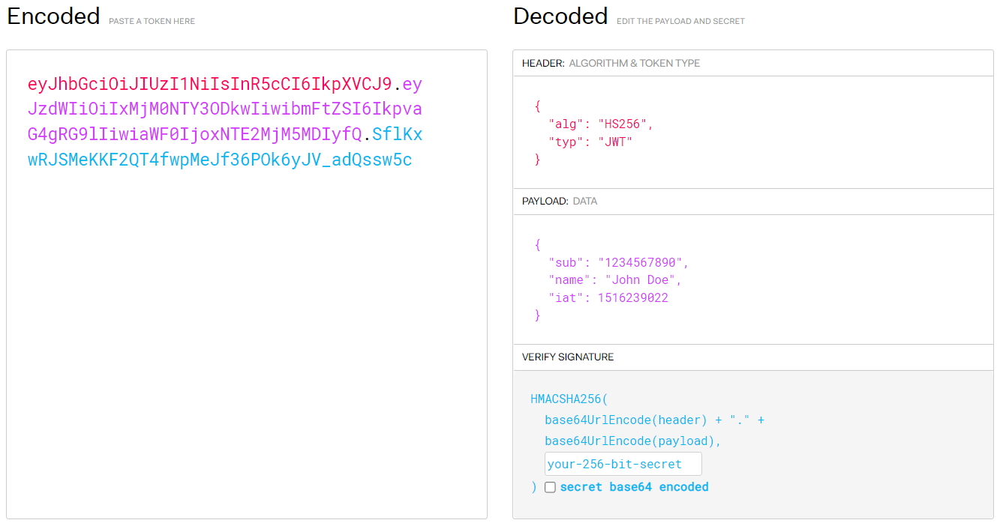 Encoded PASTE A TOKEN HERE
eyJhbGciOiJIUzI1NiIsInR5cCI6IkpXVCJ9.ey
JzdWIiOiIxMjM0NTY3ODkwIiwibmFtZSI6Ikpva
G4gRG9lIiwiaWF0IjoxNTE2MjM5MDIyfQ.SflKx
wRJSMeKKF2QT4fwpMeJf36POk6yJV_adQssw5c
Decoded EDIT THE PAYLOAD AND SECRET
HEADER: ALGORITHM & TOKEN TYPE
{
  "alg": "HS256",
  "typ": "JWT"
}
PAYLOAD: DATA
{
  "sub": "1234567890",
  "name": "John Doe",
  "iat": 1516239022
}
VERIFY SIGNATURE
HMACSHA256(
  base64UrlEncode(header) + "." +
  base64UrlEncode(payload),
  your-256-bit-secret
) secret base64 encoded